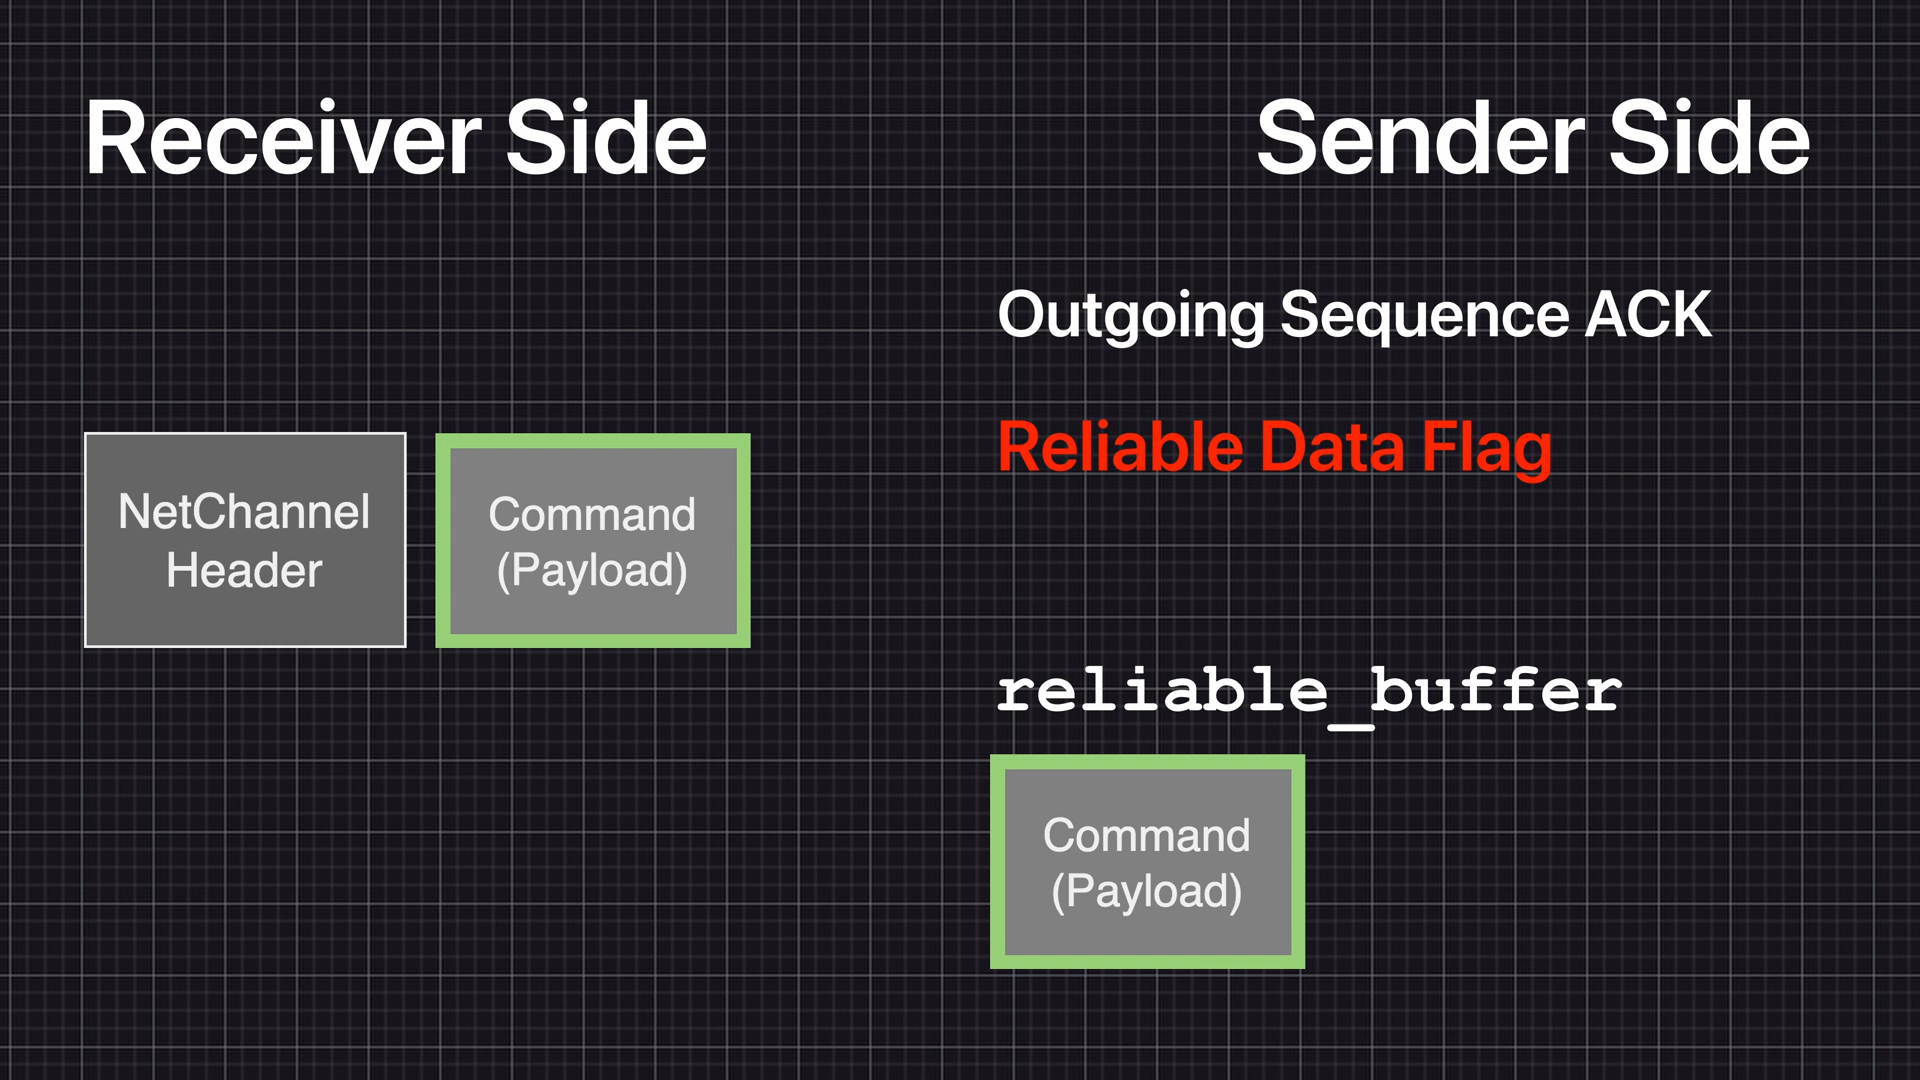 Receiver Side
Sender Side
Outgoing Sequence ACK
Reliable Data Flag
NetChannel
Header
Command
(Payload)
reliable_buffer
Command
(Payload)